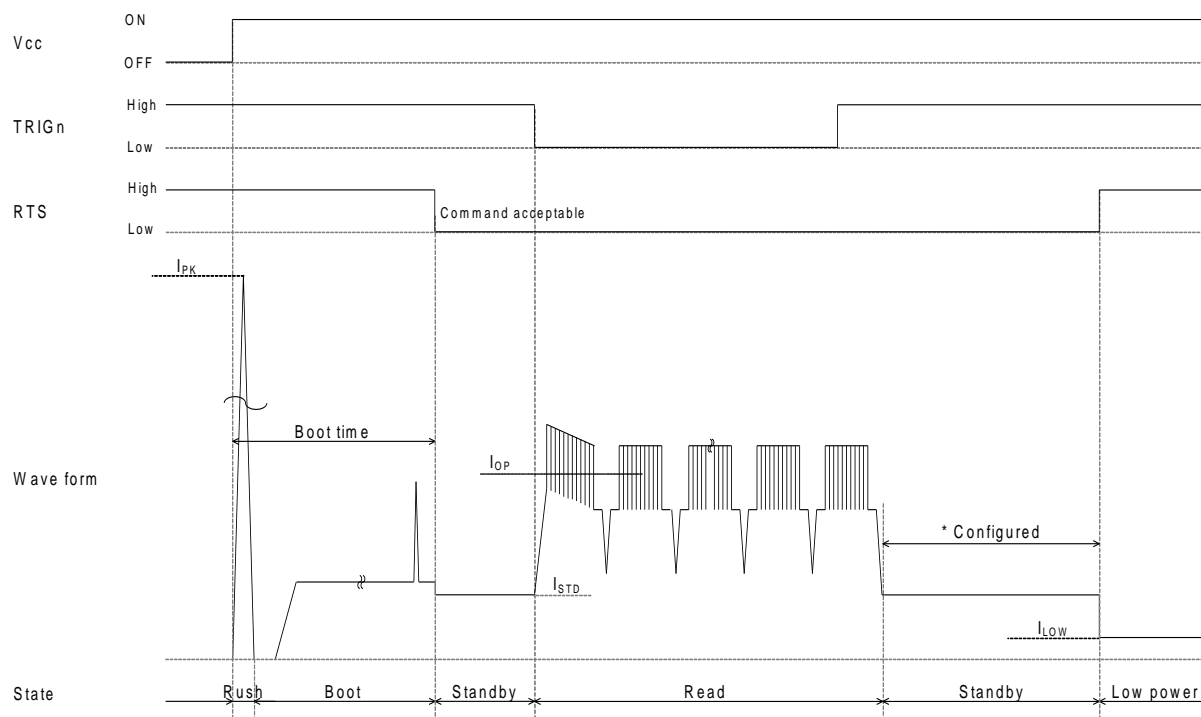 Vcc
ON
OFF
TRIGn
High
Low
RTS
High
Low
Command acceptable
IPK
Boot time
Wave form
IOP
* Configured
ISTD
ILOW
State
Rush
Boot
Standby
Read
Standby
Low power